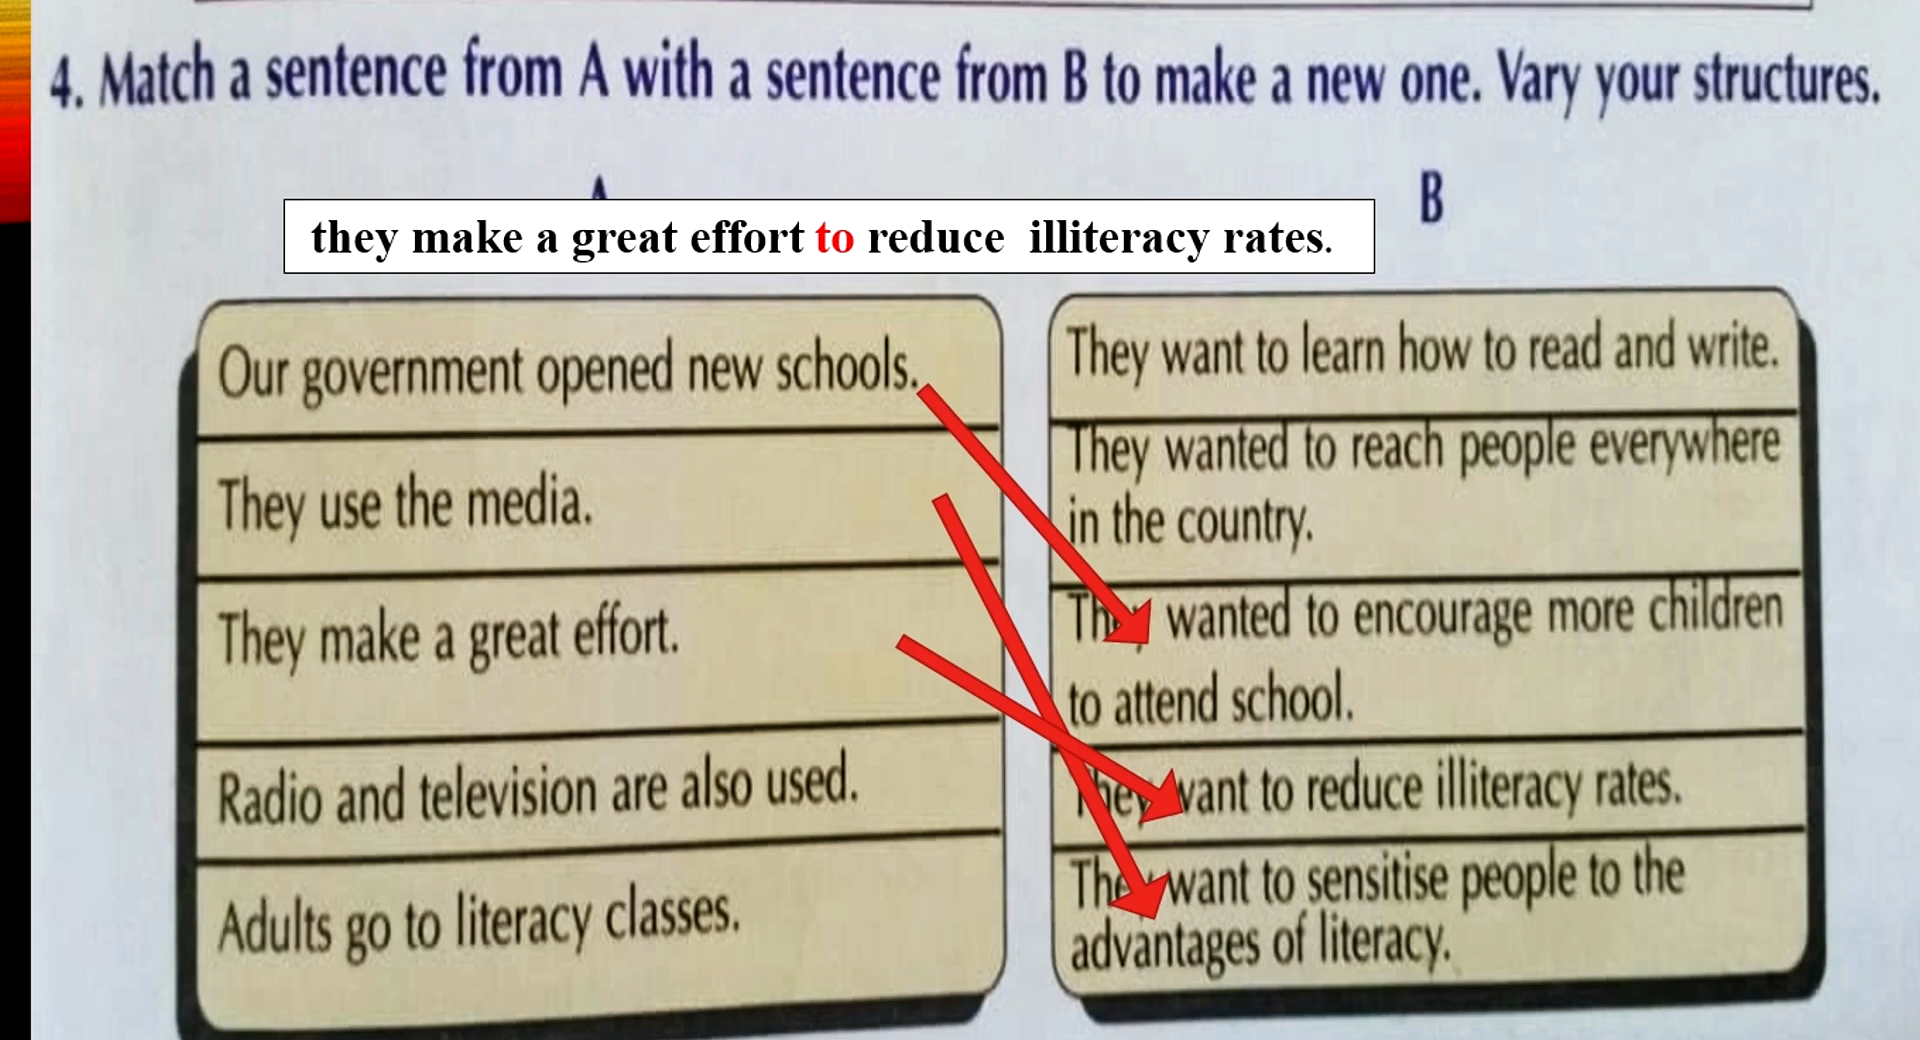 4. Match a sentence from A with a sentence from B to make a new one. Vary your structures.
A
B
they make a great effort to reduce illiteracy rates.
Our government opened new schools.
They use the media.
They make a great effort.
Radio and television are also used.
Adults go to literacy classes.
They want to learn how to read and write.
They wanted to reach people everywhere
in the country.
They wanted to encourage more children
to attend school.
They want to reduce illiteracy rates.
They want to sensitise people to the
advantages of literacy.